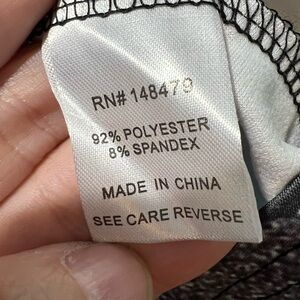 RN# 148479
92% POLYESTER
8% SPANDEX
MADE IN CHINA
SEE CARE REVERSE